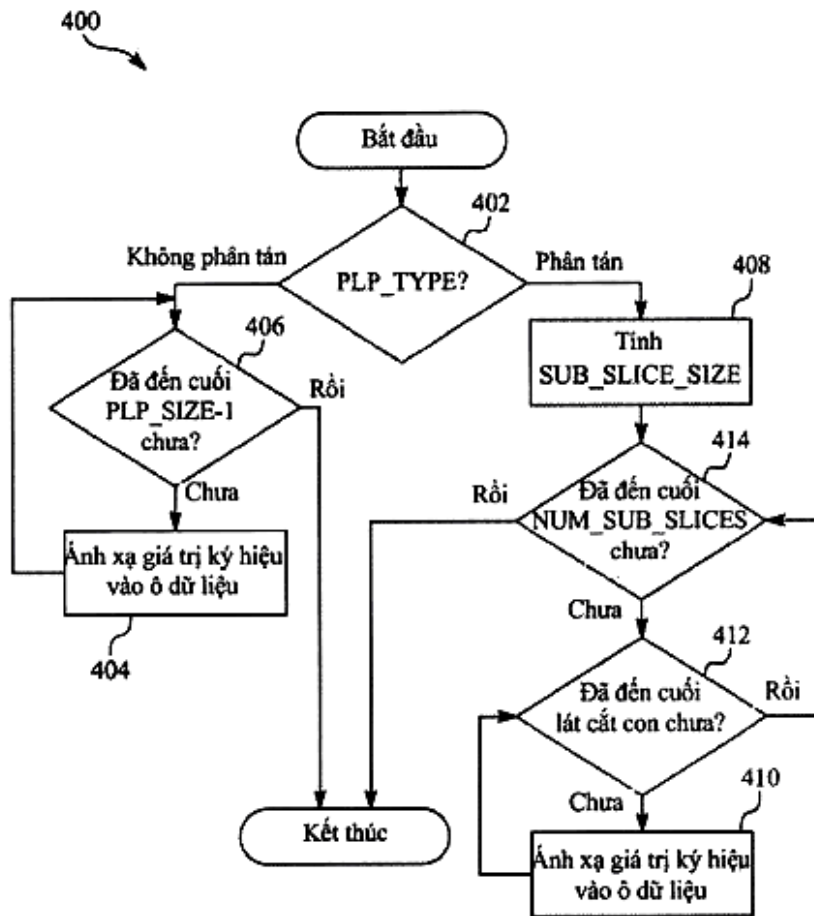 400
Bắt đầu
402
Không phân tán
PLP_TYPE?
Phân tán
408
Tính
SUB_SLICE_SIZE
406
Đã đến cuối
PLP_SIZE-1
chưa?
Rồi
Chưa
Ánh xạ giá trị ký hiệu
vào ô dữ liệu
404
414
Đã đến cuối
NUM_SUB_SLICES
chưa?
Rồi
Chưa
412
Đã đến cuối
lát cắt con chưa?
Rồi
Chưa
410
Ánh xạ giá trị ký hiệu
vào ô dữ liệu
Kết thúc